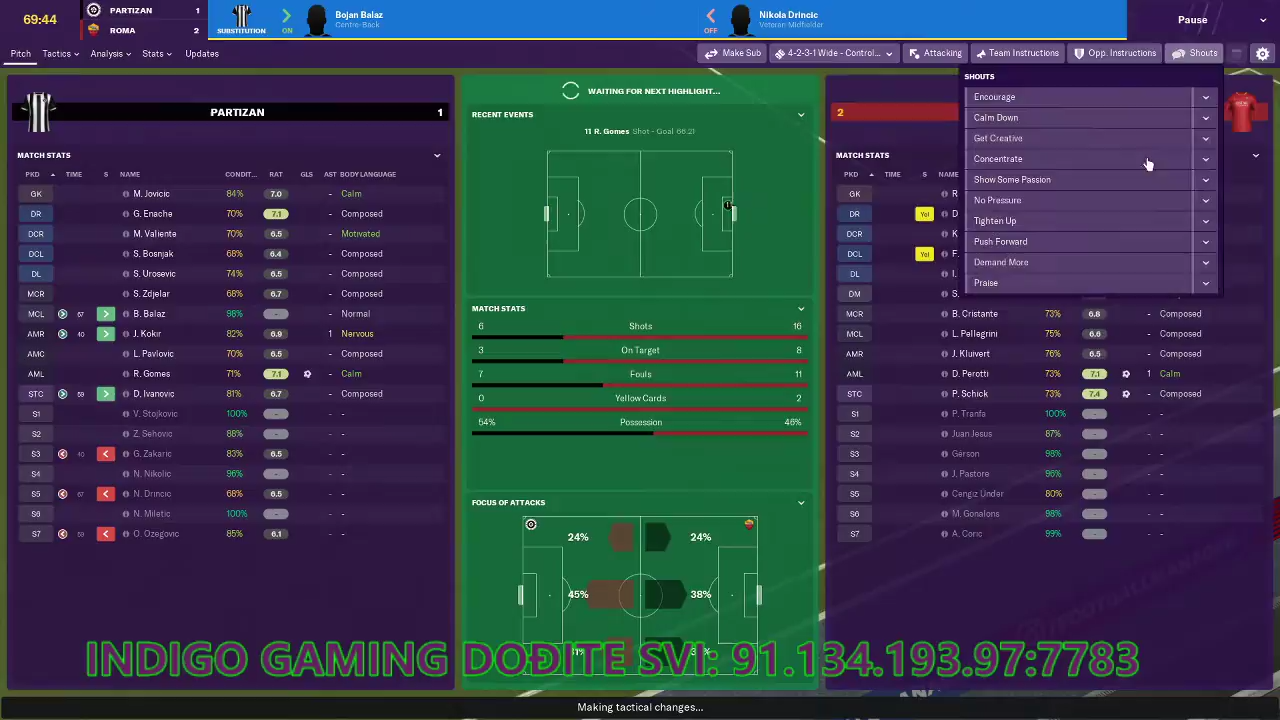 69:44
PARTIZAN 1
ROMA 2
SUBSTITUTION
ON
Bojan Balaz
Centre-Back
OFF
Nikola Drincic
Veteran Midfielder
Pause
Pitch Tactics Analysis Stats Updates
Make Sub 4-2-3-1 Wide - Control... Attacking Team Instructions Opp. Instructions Shouts
SHOUTS
Encourage
Calm Down
Get Creative
Concentrate
Show Some Passion
No Pressure
Tighten Up
Push Forward
Demand More
Praise
PARTIZAN 1
MATCH STATS
PKD TIME S NAME CONDIT... RAT GLS AST BODY LANGUAGE
GK M. Jovicic 84% 7.0 - Calm
DR G. Enache 70% 7.1 - Composed
DCR M. Valiente 70% 6.5 - Motivated
DCL S. Bosnjak 68% 6.4 - Composed
DL S. Urosevic 74% 6.5 - Composed
MCR S. Zdjelar 68% 6.7 - Composed
MCL 67 B. Balaz 98% - - Normal
AMR 40 J. Kokir 82% 6.9 1 Nervous
AMC L. Pavlovic 70% 6.5 - Composed
AML R. Gomes 71% 7.1 - Calm
STC 59 D. Ivanovic 81% 6.7 - Composed
S1 V. Stojkovic 100% - - -
S2 Z. Sehovic 88% - - -
S3 40 G. Zakaric 83% 6.5 - -
S4 N. Nikolic 96% - - -
S5 67 N. Drincic 68% 6.5 - -
S6 N. Miletic 100% - - -
S7 59 O. Ozegovic 85% 6.1 - -
WAITING FOR NEXT HIGHLIGHT...
RECENT EVENTS
11 R. Gomes Shot - Goal 66:21
MATCH STATS
6 Shots 16
3 On Target 8
7 Fouls 11
0 Yellow Cards 2
54% Possession 46%
FOCUS OF ATTACKS
24% 24%
45% 38%
2
MATCH STATS
PKD TIME S NAME
GK R
DR Yel D
DCR K
DCL Yel F.
DL I.
DM S.
MCR B. Cristante 73% 6.8 - Composed
MCL L. Pellegrini 75% 6.6 - Composed
AMR J. Kluivert 76% 6.5 - Composed
AML D. Perotti 73% 7.1 1 Calm
STC P. Schick 73% 7.4 - Composed
S1 P. Tranfa 100% - - -
S2 Juan Jesus 87% - - -
S3 Gérson 98% - - -
S4 J. Pastore 96% - - -
S5 Cengiz Ünder 80% - - -
S6 M. Gonalons 98% - - -
S7 A. Coric 99% - - -
INDIGO GAMING DOĐITE SVI: 91.134.193.97:7783
Making tactical changes...